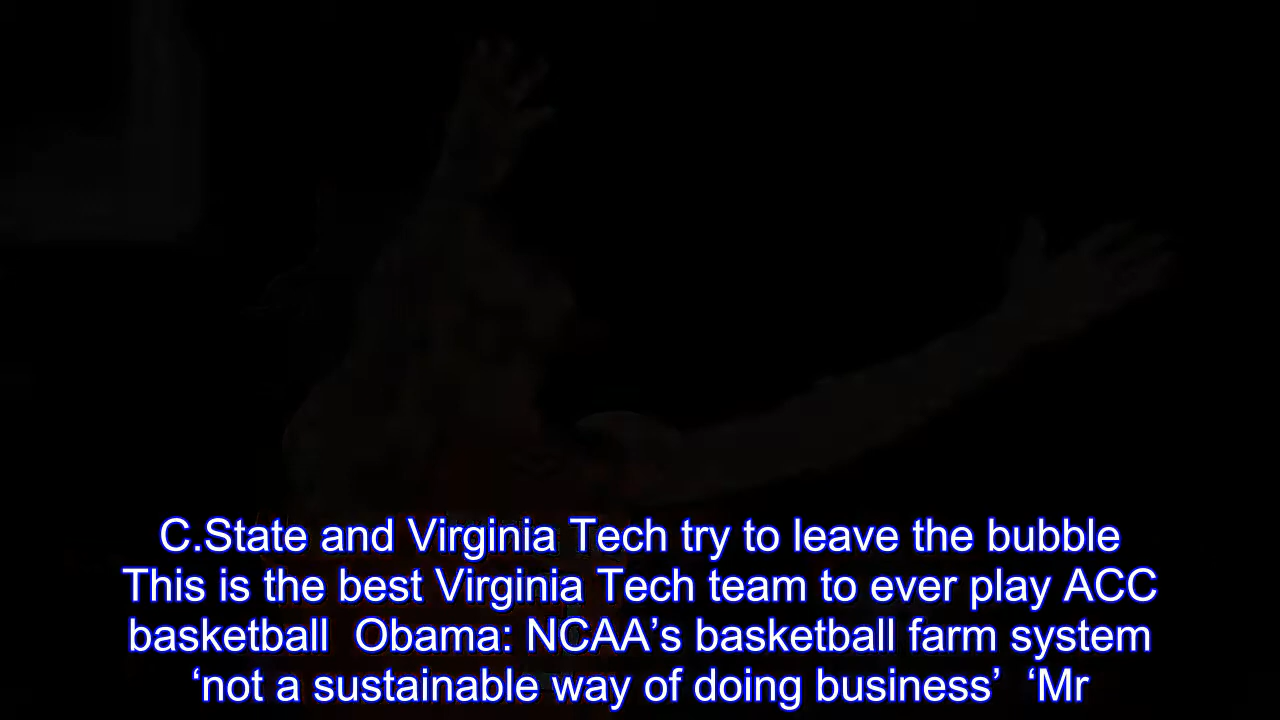 C.State and Virginia Tech try to leave the bubble
This is the best Virginia Tech team to ever play ACC
basketball  Obama: NCAA’s basketball farm system
‘not a sustainable way of doing business’  ‘Mr